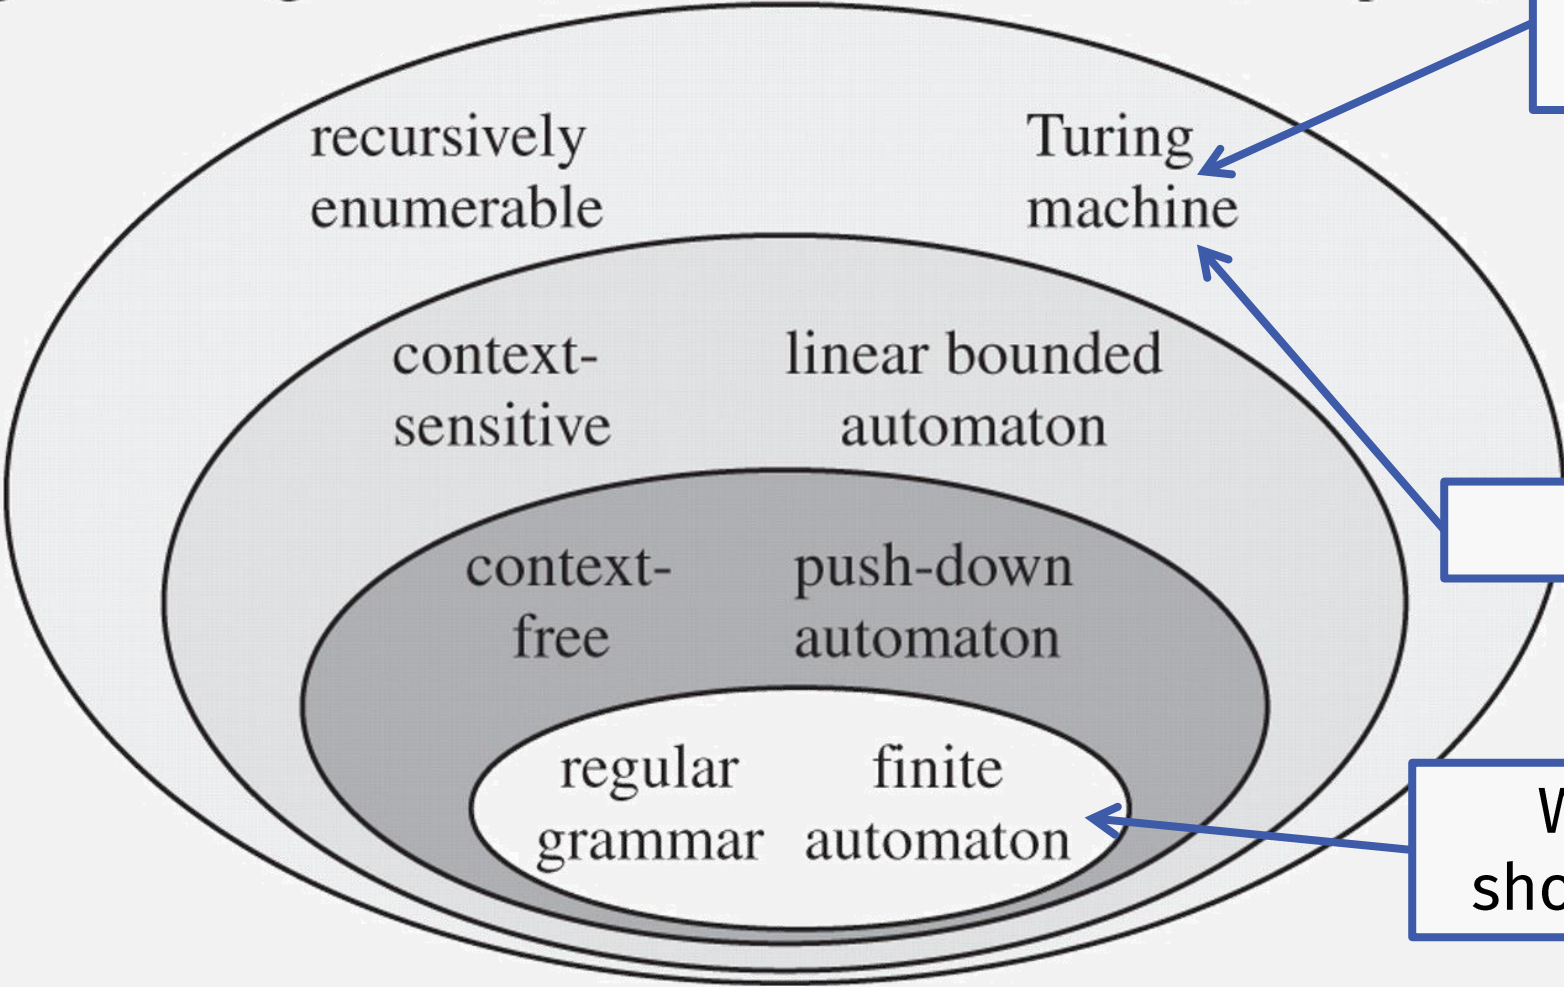 recursively
enumerable
Turing
machine
context-
sensitive
linear bounded
automaton
context-
free
push-down
automaton
regular
grammar
finite
automaton